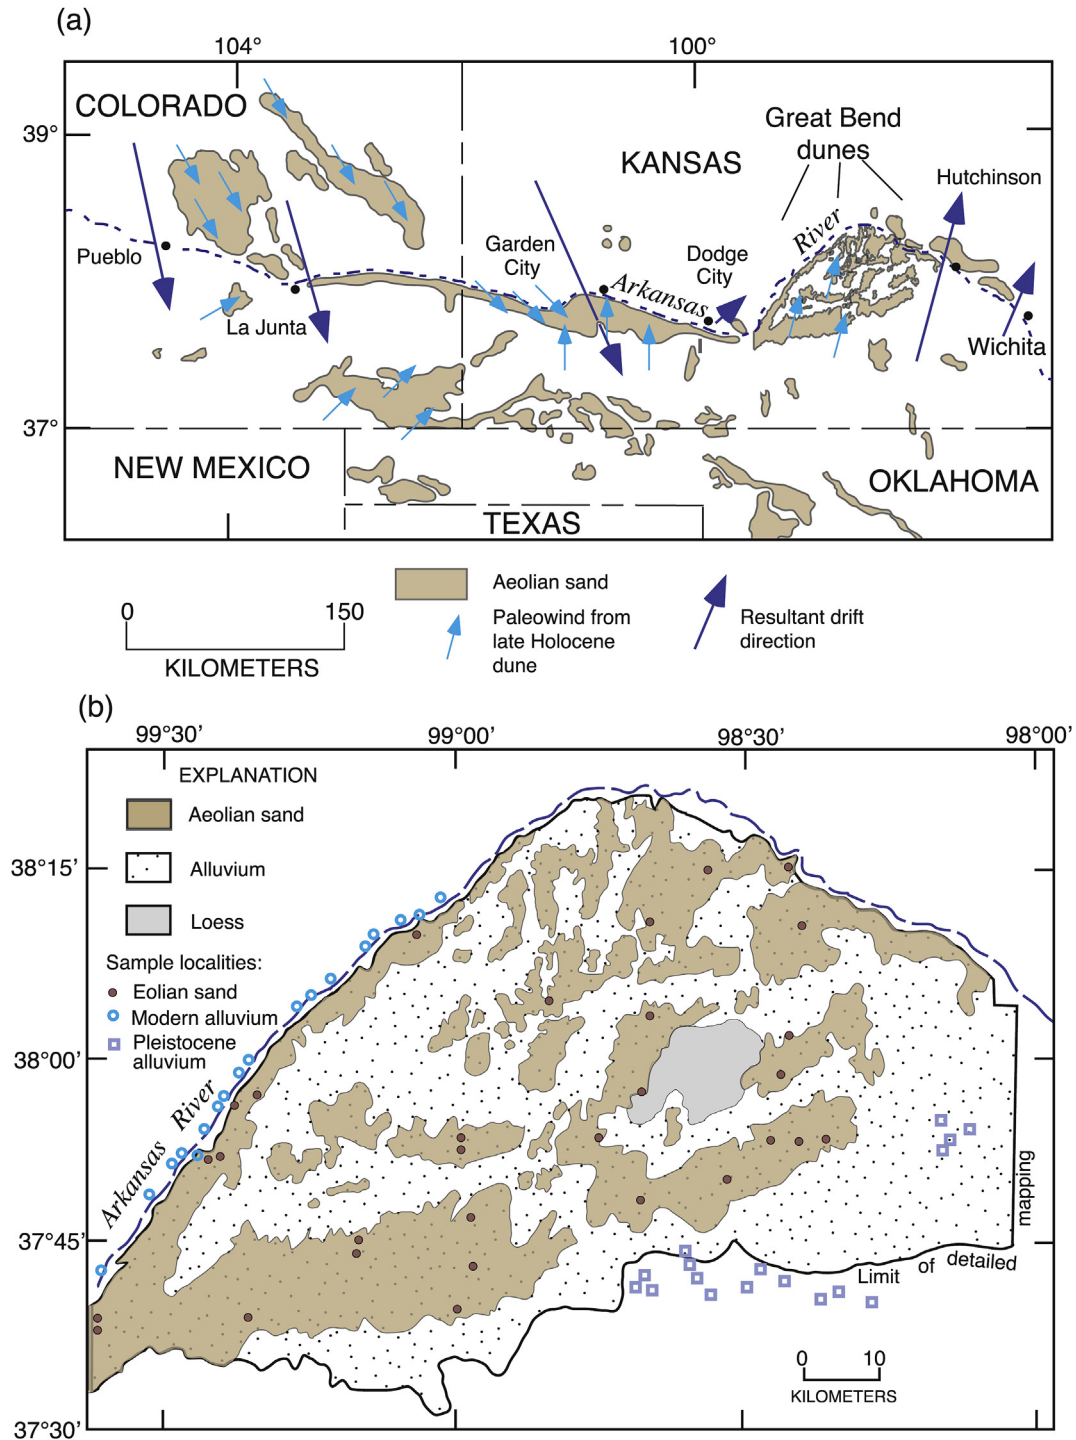 (a)
104°
100°
COLORADO
39°
KANSAS
Great Bend
dunes
Hutchinson
River
Pueblo
Garden
City
Dodge
City
Arkansas
La Junta
Wichita
37°
NEW MEXICO
OKLAHOMA
TEXAS
0
150
KILOMETERS
Aeolian sand
Paleowind from
late Holocene
dune
Resultant drift
direction
(b)
99°30’
99°00’
98°30’
98°00’
EXPLANATION
Aeolian sand
Alluvium
Loess
Sample localities:
Eolian sand
Modern alluvium
Pleistocene
alluvium
38°15’
38°00’
37°45’
37°30’
Arkansas River
mapping
Limit of detailed
0
10
KILOMETERS